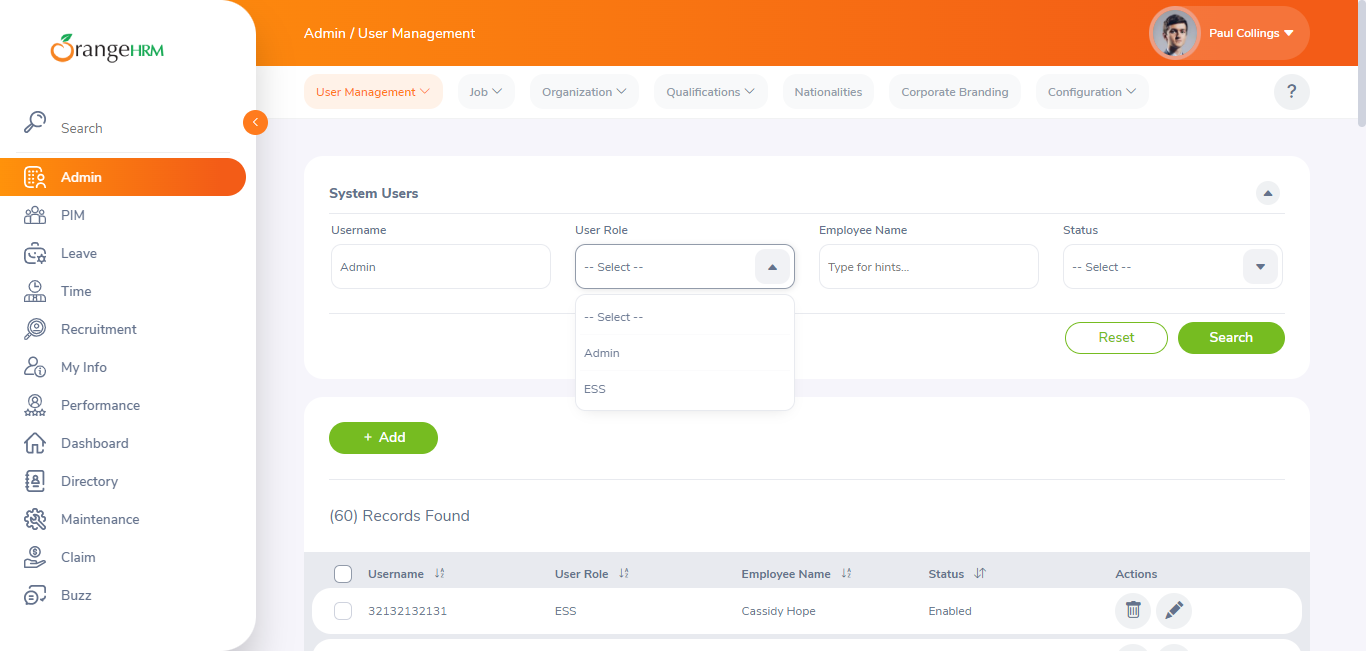 OrangeHRM
Search
Admin
PIM
Leave
Time
Recruitment
My Info
Performance
Dashboard
Directory
Maintenance
Claim
Buzz
Admin / User Management
Paul Collings
User Management
Job
Organization
Qualifications
Nationalities
Corporate Branding
Configuration
?
System Users
Username
User Role
Employee Name
Status
Admin
-- Select --
Type for hints...
-- Select --
-- Select --
Admin
ESS
Reset
Search
+ Add
(60) Records Found
Username User Role Employee Name Status Actions
32132132131 ESS Cassidy Hope Enabled